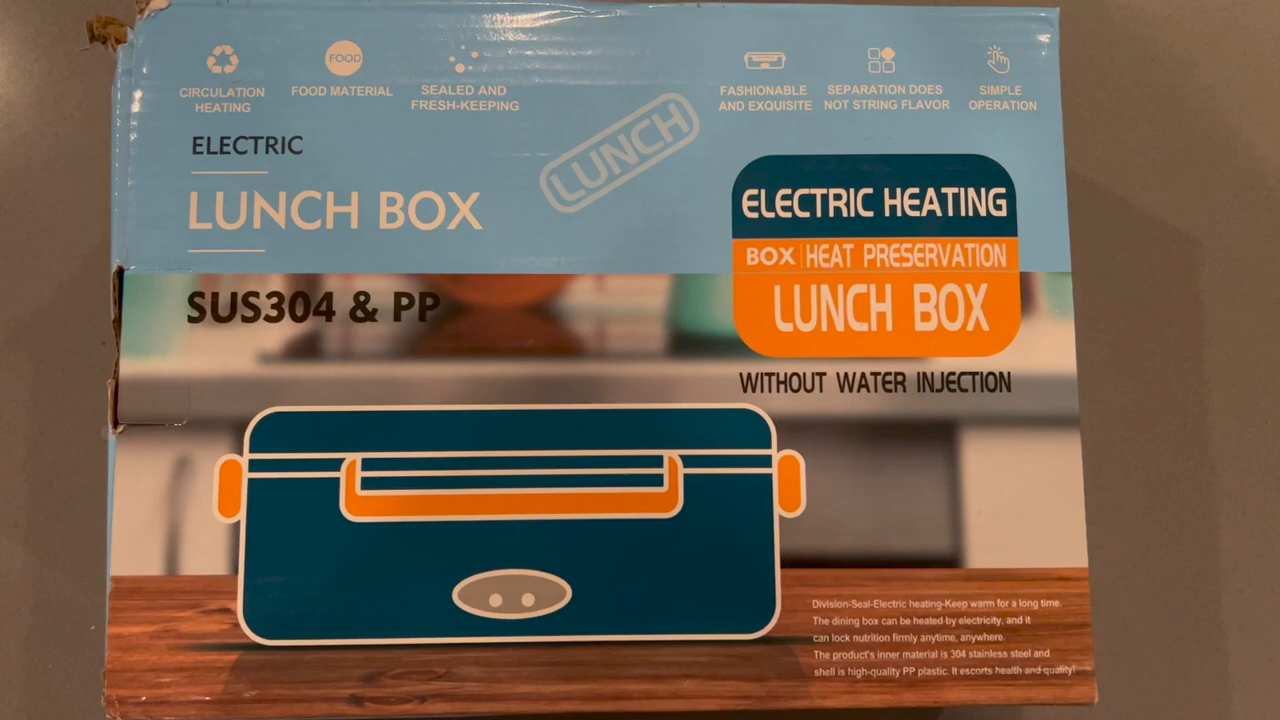 CIRCULATION
HEATING
FOOD
FOOD MATERIAL
SEALED AND
FRESH-KEEPING
FASHIONABLE
AND EXQUISITE
SEPARATION DOES
NOT STRING FLAVOR
SIMPLE
OPERATION
ELECTRIC
LUNCH BOX
LUNCH
SUS304 & PP
ELECTRIC HEATING
BOX HEAT PRESERVATION
LUNCH BOX
WITHOUT WATER INJECTION
Division-Seal-Electric heating-Keep warm for a long time.
The dining box can be heated by electricity, and it
can lock nutrition firmly anytime, anywhere.
The product's inner material is 304 stainless steel and
shell is high-quality PP plastic. It escorts health and quality!